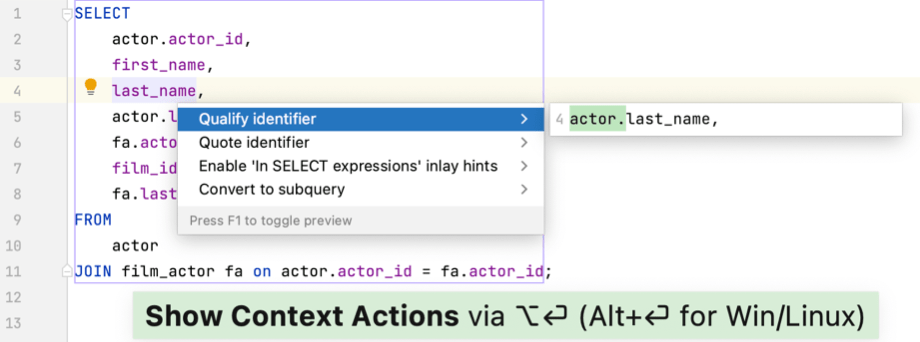 1 SELECT
2 actor.actor_id,
3 first_name,
4 last_name,
5 actor.l
6 fa.acto
7 film_id
8 fa.last
9 FROM
10 actor
11 JOIN film_actor fa on actor.actor_id = fa.actor_id;
12
13
Qualify identifier
Quote identifier
Enable 'In SELECT expressions' inlay hints
Convert to subquery
Press F1 to toggle preview
4 actor.last_name,
Show Context Actions via ⌥⏎ (Alt+⏎ for Win/Linux)